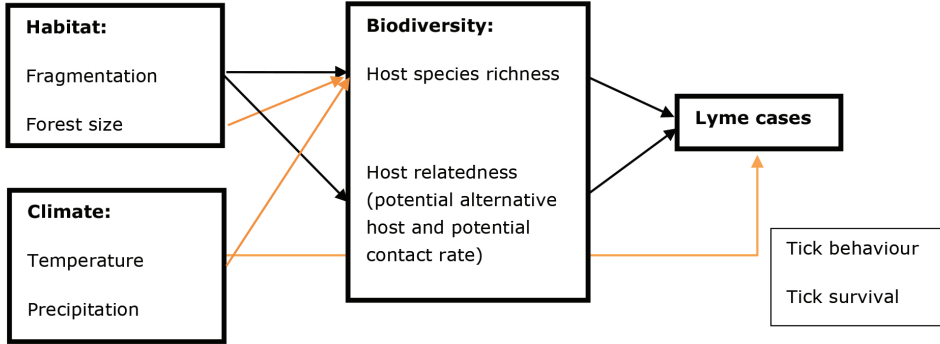 Habitat:
Fragmentation
Forest size
Climate:
Temperature
Precipitation
Biodiversity:
Host species richness
Host relatedness
(potential alternative
host and potential
contact rate)
Lyme cases
Tick behaviour
Tick survival